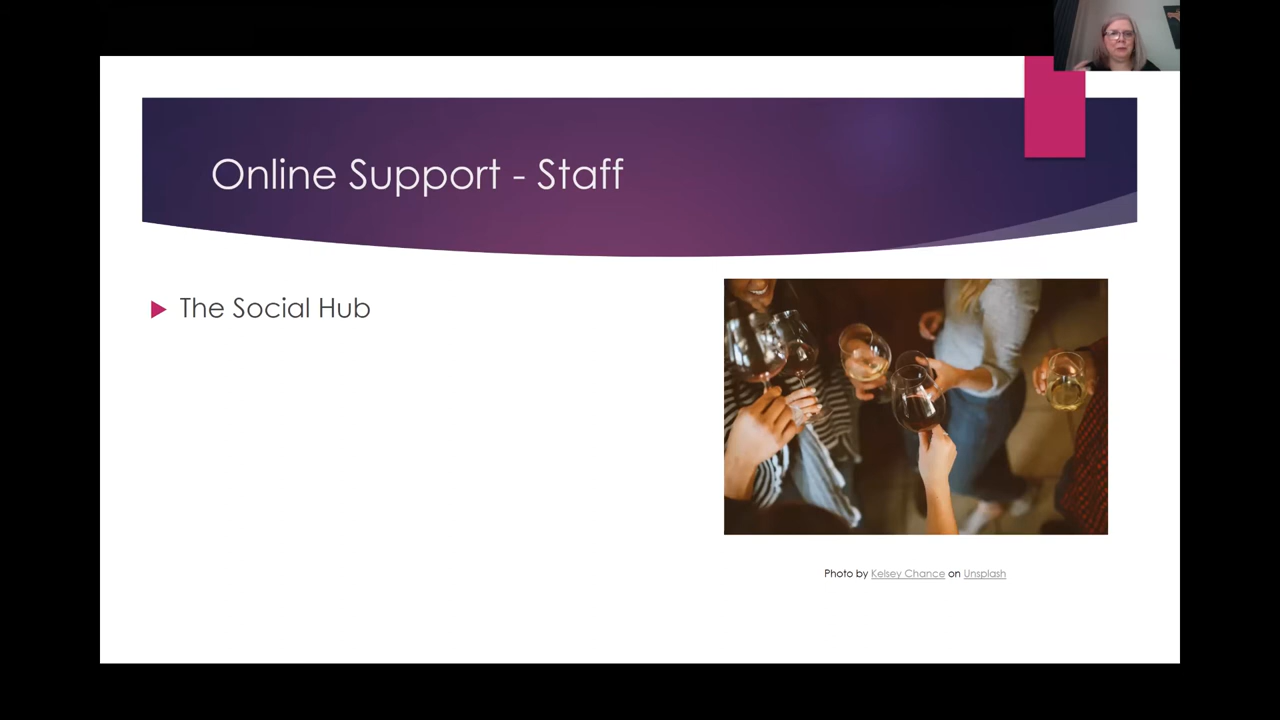 Online Support - Staff
The Social Hub
Photo by Kelsey Chance on Unsplash